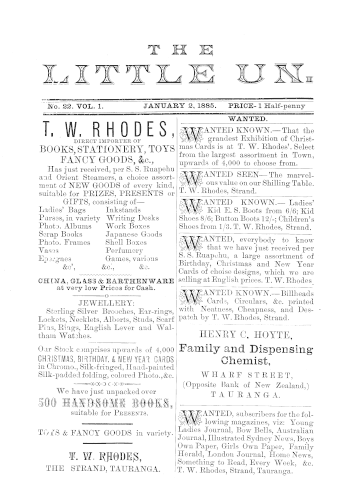 THE
LITTLE UN.
No. 22. VOL. 1. JANUARY 2, 1885. PRICE- 1 Half-penny
T. W. RHODES,
DIRECT IMPORTER OF
BOOKS, STATIONERY, TOYS
FANCY GOODS, &c.,
Has just received, per S. S. Ruapehu
and Orient Steamers, a choice assort-
ment of NEW GOODS of every kind,
suitable for PRIZES, PRESENTS or
GIFTS, consisting of—
Ladies' Bags Inkstands
Purses, in variety Writing Desks
Photo. Albums Work Boxes
Scrap Books Japanese Goods
Photo. Frames Shell Boxes
Vases Perfumery
Epergnes Games, various
&c., &c., &c.
CHINA, GLASS & EARTHENWARE
at very low Prices for Cash.
JEWELLERY:
Sterling Silver Brooches, Ear-rings,
Lockets, Necklets, Alberts, Studs, Scarf
Pins, Rings, English Lever and Wal-
tham Watches.
Our Stock comprises upwards of 4,000
CHRISTMAS, BIRTHDAY, & NEW YEAR CARDS
in Chromo., Silk-fringed, Hand-painted
Silk-padded folding, colored Photo., &c.
We have just unpacked over
500 HANDSOME BOOKS,
suitable for PRESENTS.
TOYS & FANCY GOODS in variety.
T. W. RHODES,
THE STRAND, TAURANGA.
WANTED.
WANTED KNOWN.—That the
grandest Exhibition of Christ-
mas Cards is at T. W. Rhodes'. Select
from the largest assortment in Town,
upwards of 4,000 to choose from.
WANTED SEEN—The marvel-
ous value on our Shilling Table.
T. W. Rhodes, Strand.
WANTED KNOWN.—Ladies'
Kid E. S. Boots from 6/6; Kid
Shoes 8/6; Button Boots 12/-; Children's
Shoes from 1/3. T. W. Rhodes, Strand.
WANTED, everybody to know
that we have just received per
S. S. Ruapehu, a large assortment of
Birthday, Christmas and New Year
Cards of choise designs, which we are
selling at English prices. T. W. Rhodes
WANTED KNOWN—Billheads
Cards, Circulars, &c. printed
with Neatness, Cheapness, and Des-
patch by T. W. Rhodes, Strand.
HENRY C. HOYTE,
Family and Dispensing
Chemist,
WHARF STREET,
(Opposite Bank of New Zealand,)
TAURANGA.
WANTED, subscribers for the fol-
lowing magazines, viz: Young
Ladies Journal, Bow Bells, Australian
Journal, Illustrated Sydney News, Boys
Own Paper, Girls Own Paper, Family
Herald, London Journal, Home News,
Something to Read, Every Week, &c.
T. W. Rhodes, Strand, Tauranga.